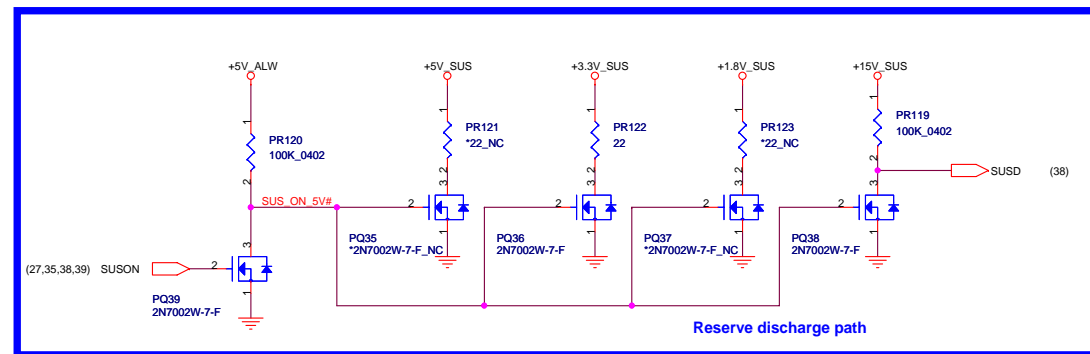 +5V_ALW
+5V_SUS
+3.3V_SUS
+1.8V_SUS
+15V_SUS
1
1
1
1
1
PR120
100K_0402
PR121
*22_NC
PR122
22
PR123
*22_NC
PR119
100K_0402
2
2
2
2
2
SUSD (38)
SUS_ON_5V#
3
3
3
3
2
2
2
2
1
1
1
1
PQ35
*2N7002W-7-F_NC
PQ36
2N7002W-7-F
PQ37
*2N7002W-7-F_NC
PQ38
2N7002W-7-F
3
(27,35,38,39) SUSON
2
1
PQ39
2N7002W-7-F
Reserve discharge path